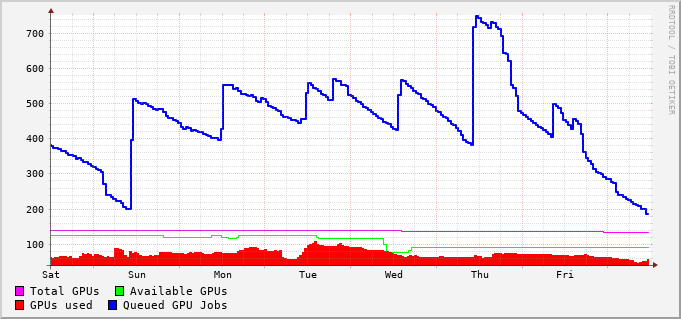 700
600
500
400
300
200
100
Sat Sun Mon Tue Wed Thu Fri
Total GPUs Available GPUs
GPUs used Queued GPU Jobs
RRDTOOL / TOBI OETIKER